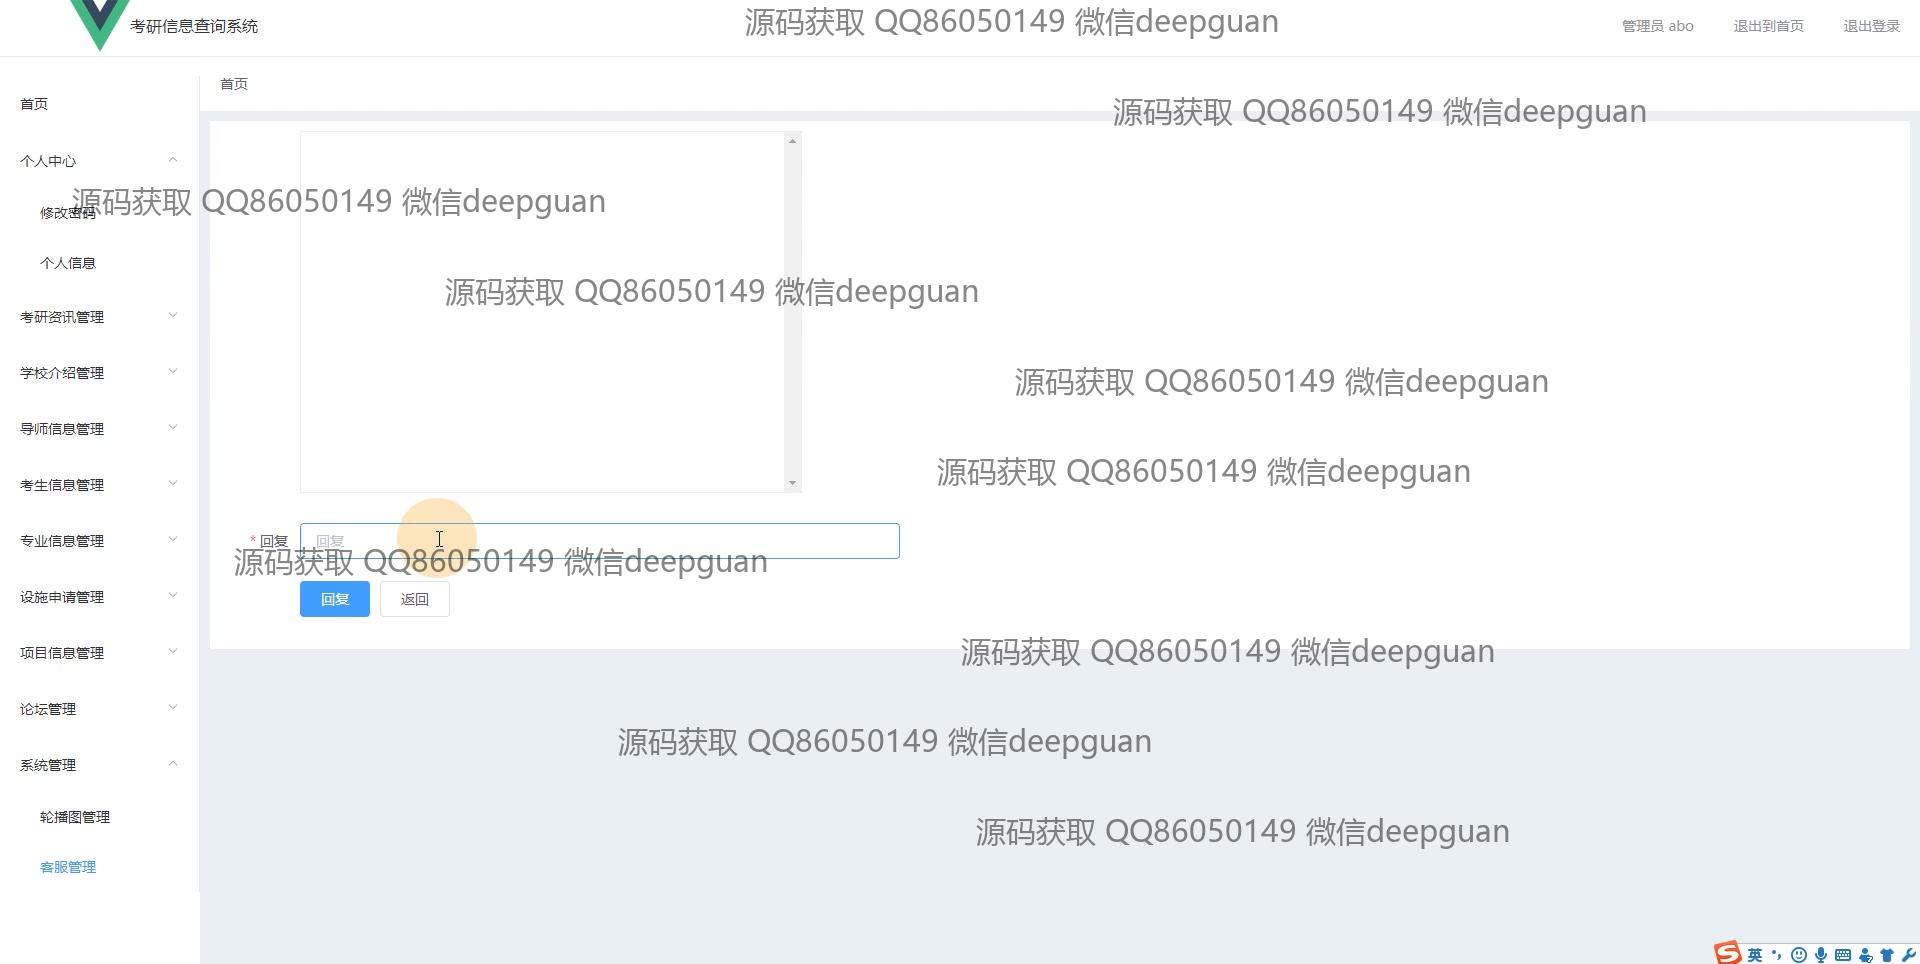 考研信息查询系统
源码获取 QQ86050149 微信deepguan
管理员 abo
退出到首页
退出登录
首页
首页
源码获取 QQ86050149 微信deepguan
个人中心
源码获取 QQ86050149 微信deepguan
修改密码
个人信息
源码获取 QQ86050149 微信deepguan
考研资讯管理
学校介绍管理
源码获取 QQ86050149 微信deepguan
导师信息管理
源码获取 QQ86050149 微信deepguan
考生信息管理
专业信息管理
* 回复
回复
源码获取 QQ86050149 微信deepguan
设施申请管理
回复
返回
项目信息管理
源码获取 QQ86050149 微信deepguan
论坛管理
源码获取 QQ86050149 微信deepguan
系统管理
轮播图管理
源码获取 QQ86050149 微信deepguan
客服管理
英